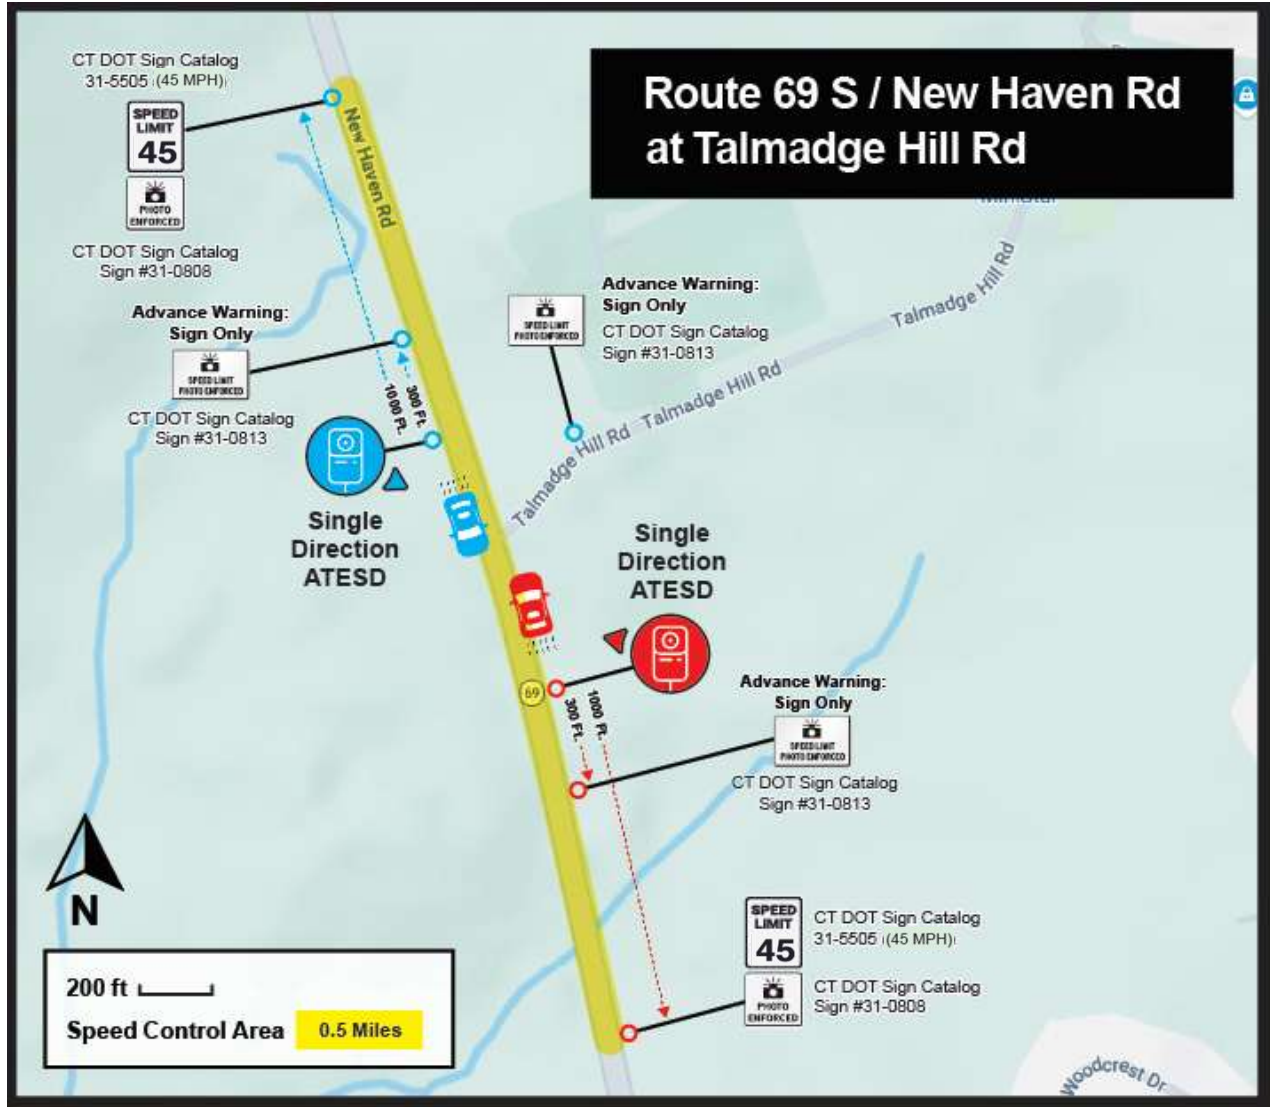 Route 69 S / New Haven Rd
at Talmadge Hill Rd
CT DOT Sign Catalog
31-5505 (45 MPH)
SPEED
LIMIT
45
PHOTO
ENFORCED
CT DOT Sign Catalog
Sign #31-0808
New Haven Rd
Advance Warning:
Sign Only
SPEED LIMIT
PHOTO ENFORCED
CT DOT Sign Catalog
Sign #31-0813
300 Ft.
1000 Ft.
Single
Direction
ATESD
Advance Warning:
Sign Only
SPEED LIMIT
PHOTO ENFORCED
CT DOT Sign Catalog
Sign #31-0813
Talmadge Hill Rd
Talmadge Hill Rd
Talmadge Hill Rd
Single
Direction
ATESD
69
1000 Ft.
300 Ft.
Advance Warning:
Sign Only
SPEED LIMIT
PHOTO ENFORCED
CT DOT Sign Catalog
Sign #31-0813
SPEED
LIMIT
45
CT DOT Sign Catalog
31-5505 (45 MPH)
PHOTO
ENFORCED
CT DOT Sign Catalog
Sign #31-0808
N
200 ft
Speed Control Area 0.5 Miles
Woodcrest Dr